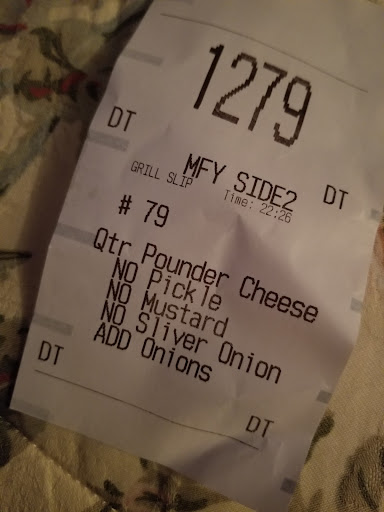 1279
DT
MFY SIDE2 DT
GRILL SLIP Time: 22:26
# 79
Qtr Pounder Cheese
NO Pickle
NO Mustard
NO Sliver Onion
ADD Onions
DT
DT